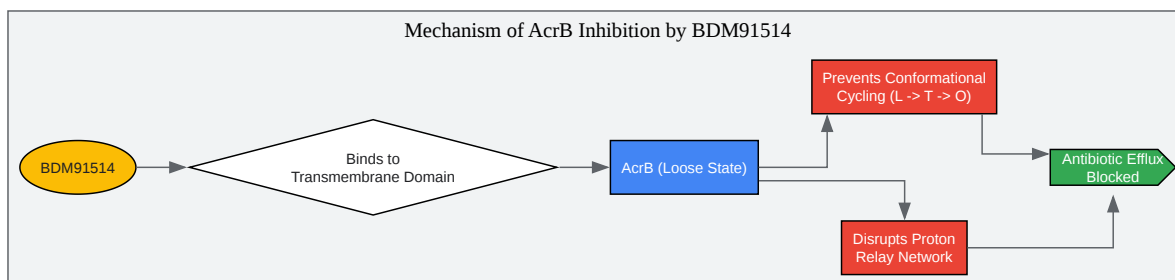 Mechanism of AcrB Inhibition by BDM91514
BDM91514
Binds to
Transmembrane Domain
AcrB (Loose State)
Prevents Conformational
Cycling (L -> T -> O)
Disrupts Proton
Relay Network
Antibiotic Efflux
Blocked